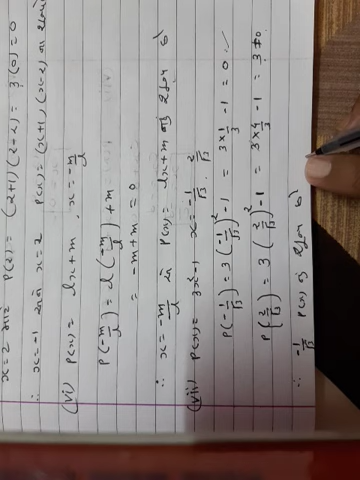 x=2 અને P(2) = (2+1)(2-2) = 3(0) = 0
∴ x=-1 અને x=2 P(x)=(x+1)(x-2) ના
(vi) P(x) = lx+m , x = -m/l
P(-m/l) = l(-m/l) + m
= -m+m = 0
∴ x = -m/l એ P(x) = lx+m નું શૂન્ય છે
(vii) P(x) = 3x²-1 x = -1/√3 , 2/√3
P(-1/√3) = 3(-1/√3)² -1 = 3×1/3 -1 = 0 ✓
P(2/√3) = 3(2/√3)² -1 = 3×4/3 -1 = 3≠0
∴ -1/√3 P(x) નું શૂન્ય છે